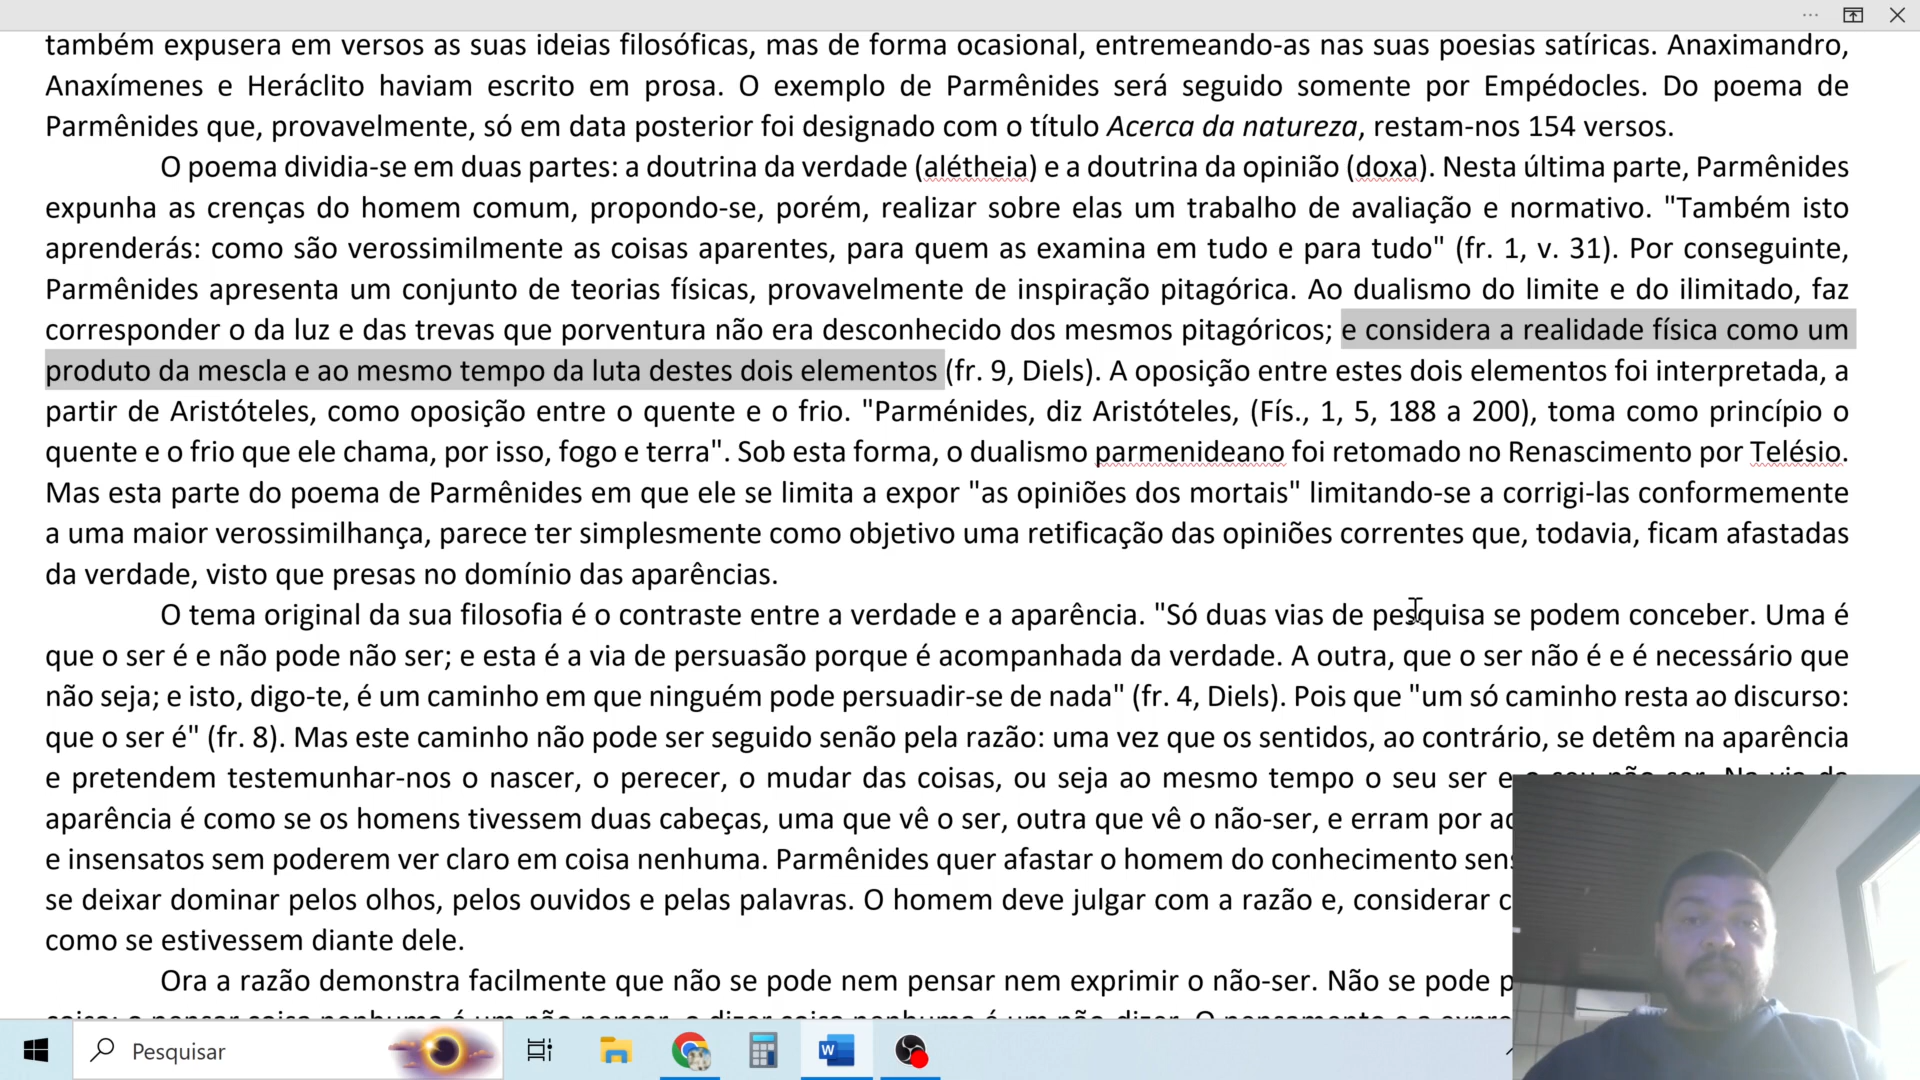 também expusera em versos as suas ideias filosóficas, mas de forma ocasional, entremeando-as nas suas poesias satíricas. Anaximandro,
Anaxímenes e Heráclito haviam escrito em prosa. O exemplo de Parmênides será seguido somente por Empédocles. Do poema de
Parmênides que, provavelmente, só em data posterior foi designado com o título Acerca da natureza, restam-nos 154 versos.
O poema dividia-se em duas partes: a doutrina da verdade (alétheia) e a doutrina da opinião (doxa). Nesta última parte, Parmênides
expunha as crenças do homem comum, propondo-se, porém, realizar sobre elas um trabalho de avaliação e normativo. "Também isto
aprenderás: como são verossimilmente as coisas aparentes, para quem as examina em tudo e para tudo" (fr. 1, v. 31). Por conseguinte,
Parmênides apresenta um conjunto de teorias físicas, provavelmente de inspiração pitagórica. Ao dualismo do limite e do ilimitado, faz
corresponder o da luz e das trevas que porventura não era desconhecido dos mesmos pitagóricos; e considera a realidade física como um
produto da mescla e ao mesmo tempo da luta destes dois elementos (fr. 9, Diels). A oposição entre estes dois elementos foi interpretada, a
partir de Aristóteles, como oposição entre o quente e o frio. "Parménides, diz Aristóteles, (Fís., 1, 5, 188 a 200), toma como princípio o
quente e o frio que ele chama, por isso, fogo e terra". Sob esta forma, o dualismo parmenideano foi retomado no Renascimento por Telésio.
Mas esta parte do poema de Parmênides em que ele se limita a expor "as opiniões dos mortais" limitando-se a corrigi-las conformemente
a uma maior verossimilhança, parece ter simplesmente como objetivo uma retificação das opiniões correntes que, todavia, ficam afastadas
da verdade, visto que presas no domínio das aparências.
O tema original da sua filosofia é o contraste entre a verdade e a aparência. "Só duas vias de pesquisa se podem conceber. Uma é
que o ser é e não pode não ser; e esta é a via de persuasão porque é acompanhada da verdade. A outra, que o ser não é e é necessário que
não seja; e isto, digo-te, é um caminho em que ninguém pode persuadir-se de nada" (fr. 4, Diels). Pois que "um só caminho resta ao discurso:
que o ser é" (fr. 8). Mas este caminho não pode ser seguido senão pela razão: uma vez que os sentidos, ao contrário, se detêm na aparência
e pretendem testemunhar-nos o nascer, o perecer, o mudar das coisas, ou seja ao mesmo tempo o seu ser e
aparência é como se os homens tivessem duas cabeças, uma que vê o ser, outra que vê o não-ser, e erram por
e insensatos sem poderem ver claro em coisa nenhuma. Parmênides quer afastar o homem do conhecimento
se deixar dominar pelos olhos, pelos ouvidos e pelas palavras. O homem deve julgar com a razão e, considerar
como se estivessem diante dele.
Ora a razão demonstra facilmente que não se pode nem pensar nem exprimir o não-ser. Não se pode
Pesquisar